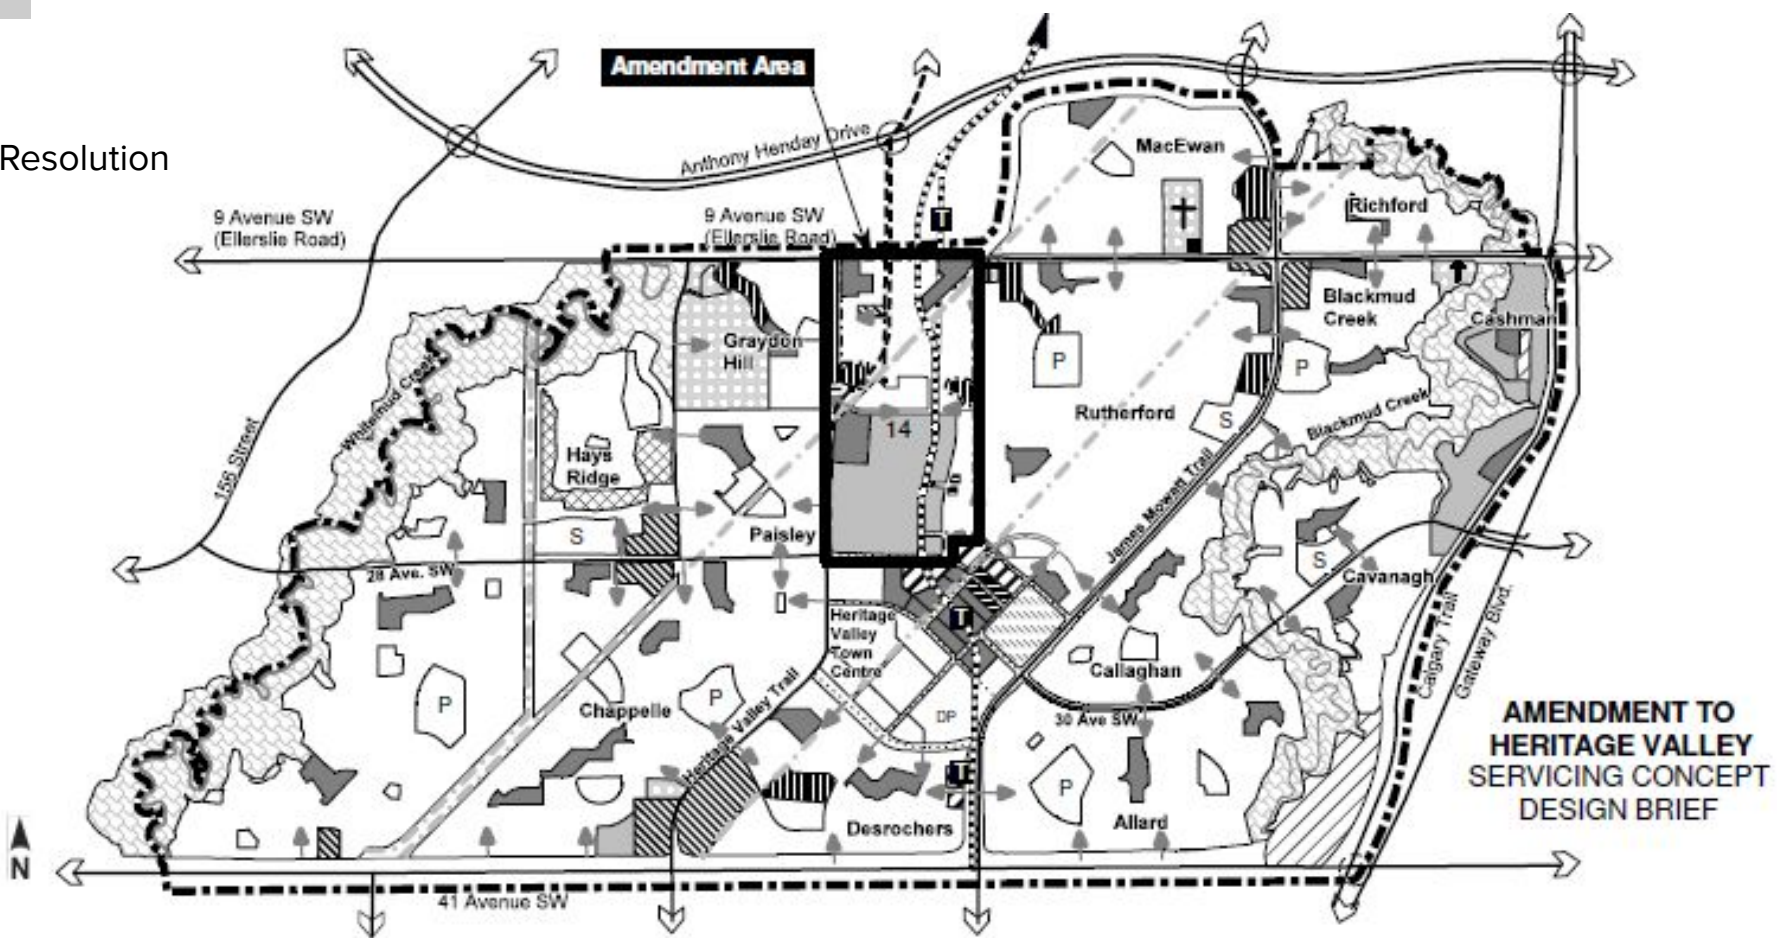 Amendment Area
Resolution
Anthony Henday Drive
MacEwan
9 Avenue SW
(Ellerslie Road)
9 Avenue SW
(Ellerslie Road)
T
Richford
Blackmud
Creek
Cashman
Graydon
Hill
P
P
Whitemud Creek
156 Street
Rutherford
S
Blackmud Creek
14
Hays
Ridge
S
Paisley
James Mowatt Trail
S
Cavanagh
28 Ave. SW
Heritage
Valley
Town
Centre
T
Callaghan
Calgary Trail
Gateway Blvd.
P
Chappelle
P
Heritage Valley Trail
DP
30 Ave SW
T
P
Desrochers
Allard
AMENDMENT TO
HERITAGE VALLEY
SERVICING CONCEPT
DESIGN BRIEF
N
41 Avenue SW